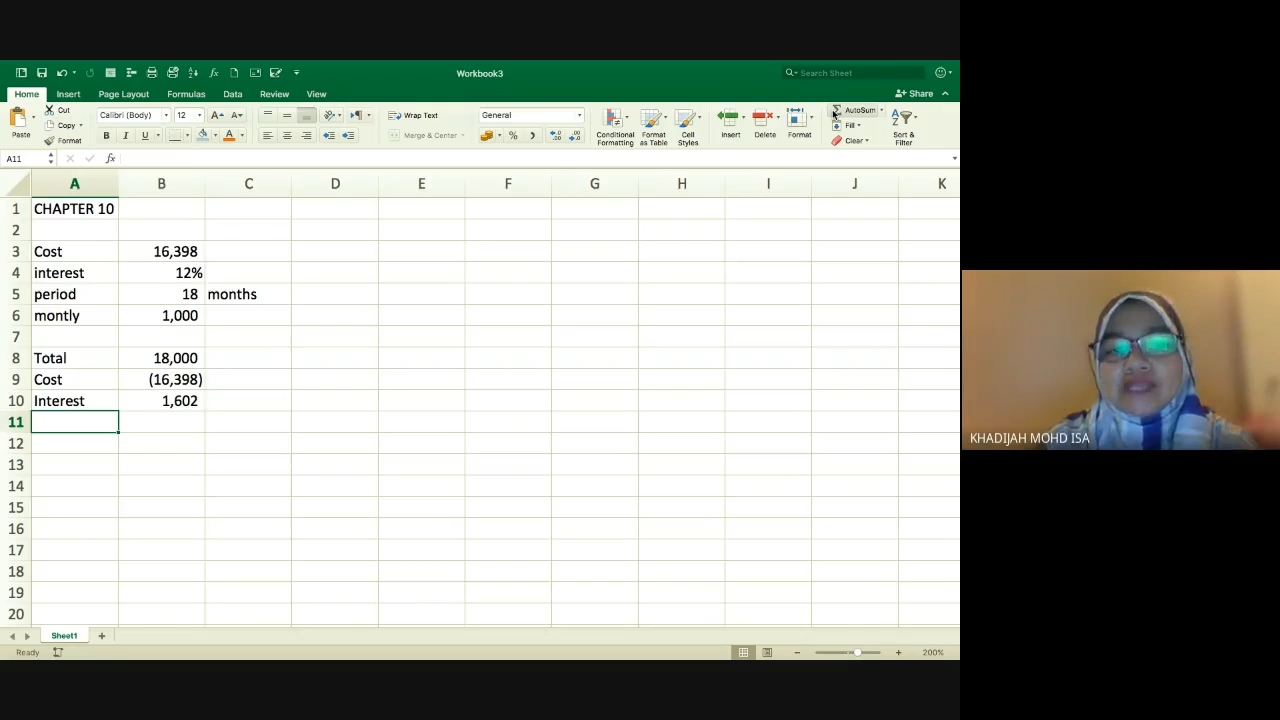 Workbook3
Search Sheet
Home Insert Page Layout Formulas Data Review View
Share
Paste
Cut
Copy
Format
Calibri (Body) 12
A A
B I U
A
Wrap Text
Merge & Center
General
%
Conditional Formatting
Format as Table
Cell Styles
Insert
Delete
Format
AutoSum
Fill
Clear
Sort & Filter
A11
fx
A B C D E F G H I J K
1 CHAPTER 10
2
3 Cost 16,398
4 interest 12%
5 period 18 months
6 montly 1,000
7
8 Total 18,000
9 Cost (16,398)
10 Interest 1,602
11
12
13
14
15
16
17
18
19
20
Sheet1
Ready
200%
KHADIJAH MOHD ISA